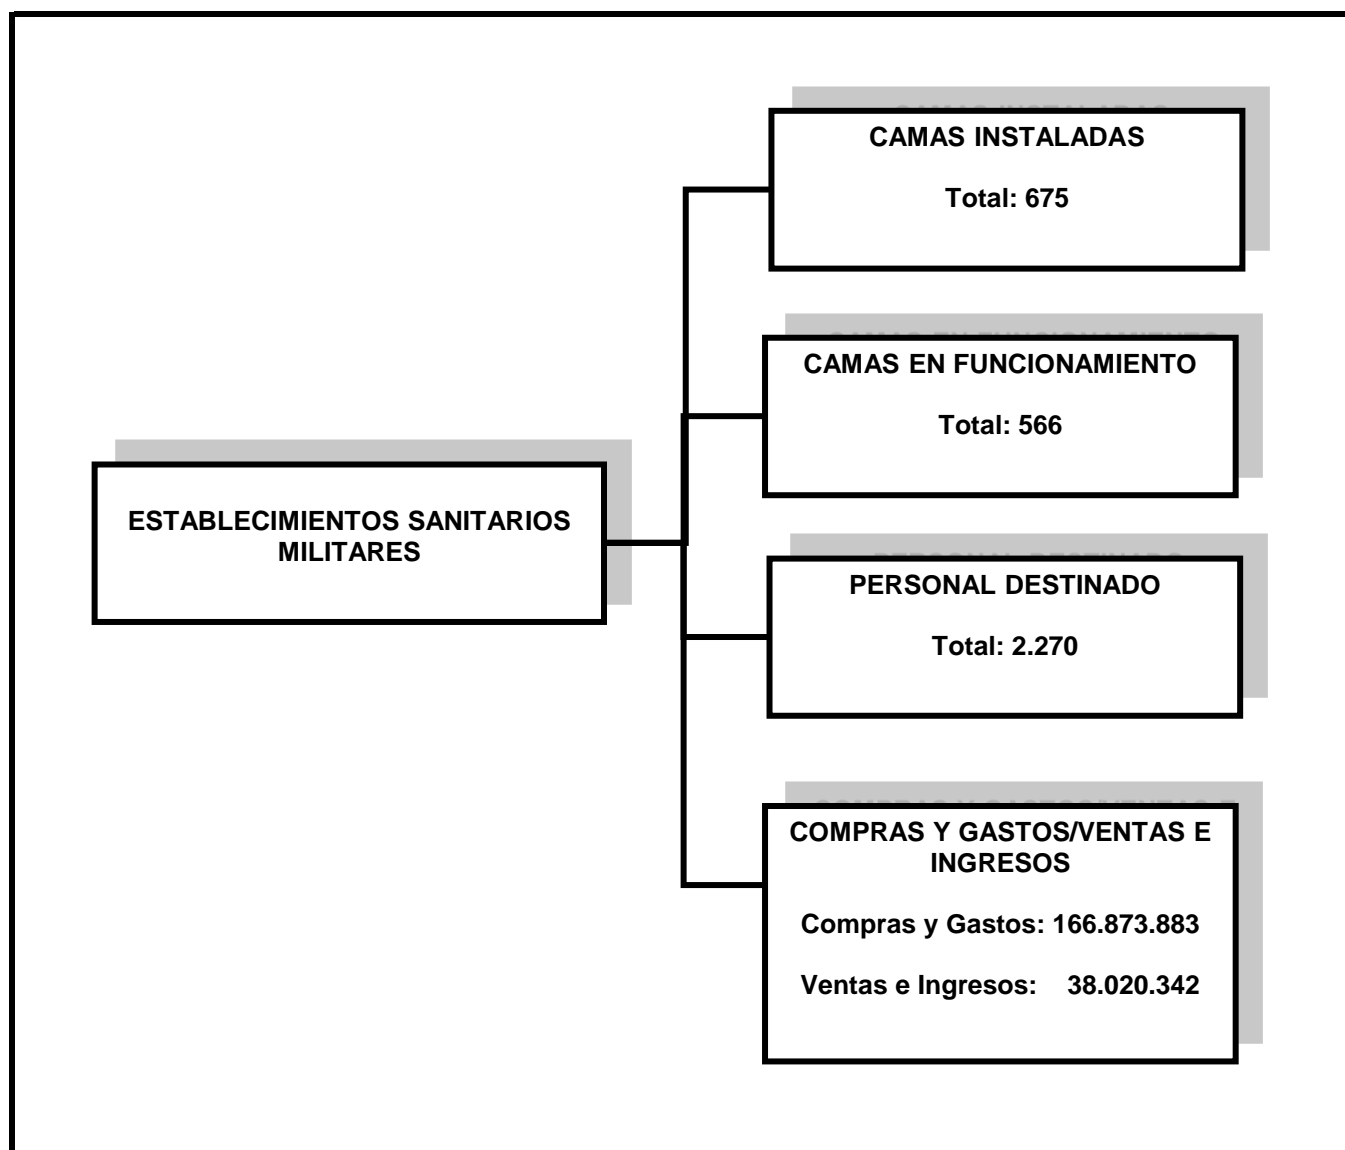 CAMAS INSTALADAS
Total: 675
CAMAS EN FUNCIONAMIENTO
Total: 566
ESTABLECIMIENTOS SANITARIOS
MILITARES
PERSONAL DESTINADO
Total: 2.270
COMPRAS Y GASTOS/VENTAS E
INGRESOS
Compras y Gastos: 166.873.883
Ventas e Ingresos: 38.020.342